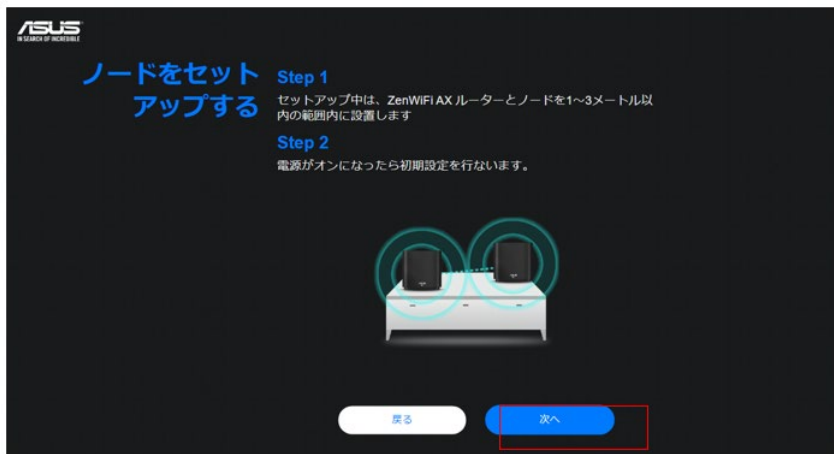 ASUS
IN SEARCH OF INCREDIBLE
ノードをセット
アップする
Step 1
セットアップ中は、ZenWiFi AX ルーターとノードを1～3メートル以
内の範囲内に設置します
Step 2
電源がオンになったら初期設定を行ないます。
戻る
次へ